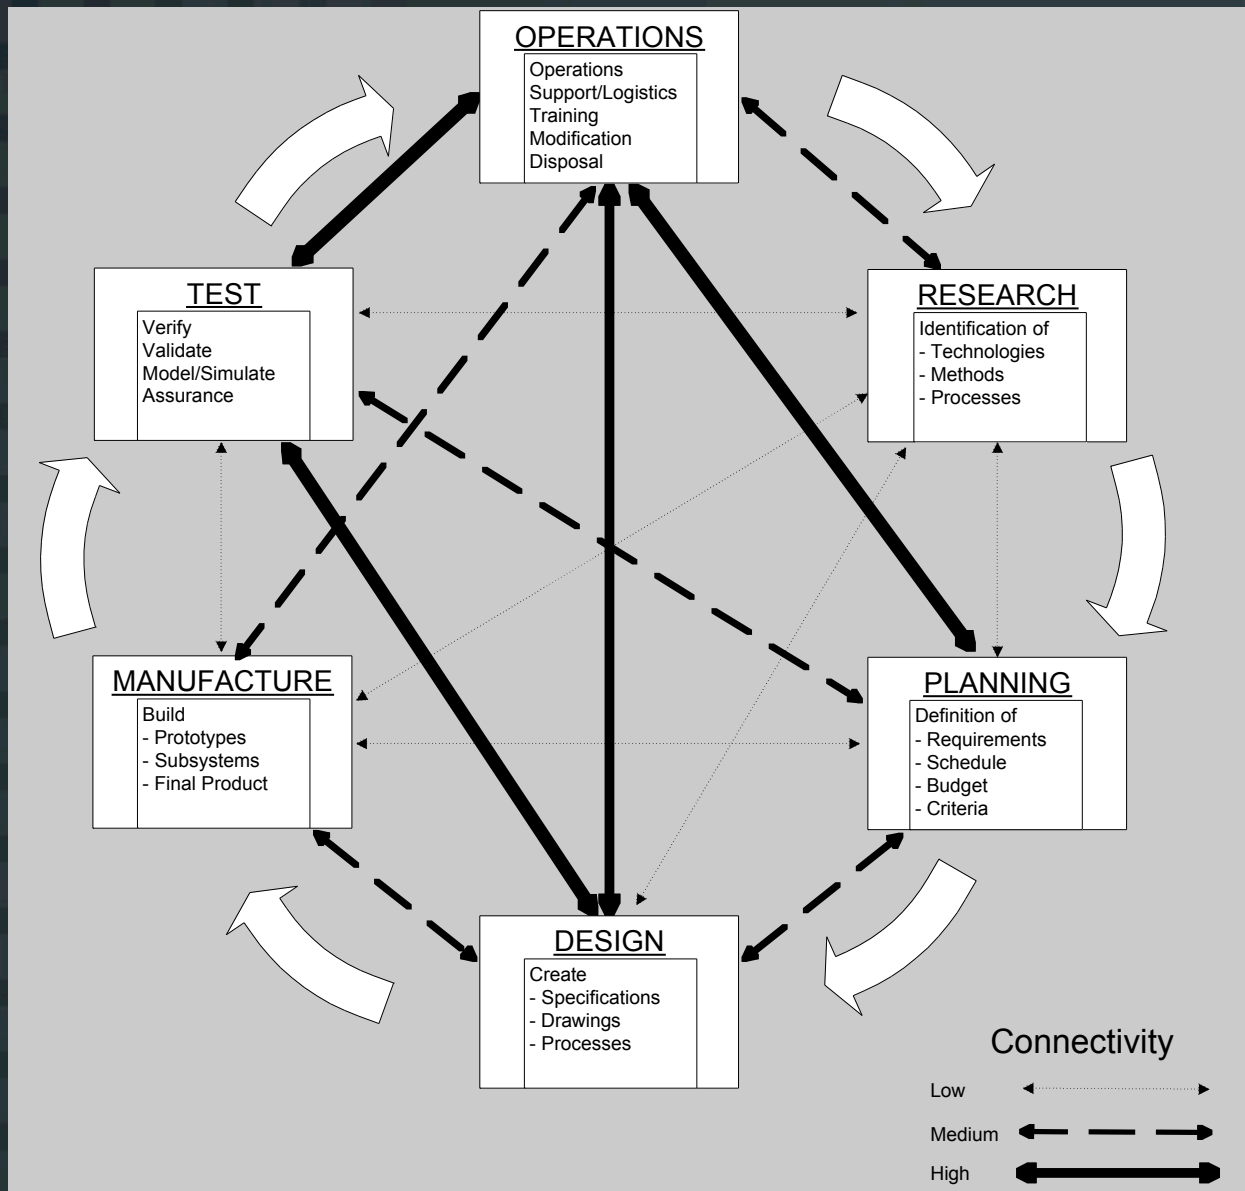 OPERATIONS
Operations
Support/Logistics
Training
Modification
Disposal
TEST
Verify
Validate
Model/Simulate
Assurance
RESEARCH
Identification of
- Technologies
- Methods
- Processes
MANUFACTURE
Build
- Prototypes
- Subsystems
- Final Product
PLANNING
Definition of
- Requirements
- Schedule
- Budget
- Criteria
DESIGN
Create
- Specifications
- Drawings
- Processes
Connectivity
Low
Medium
High